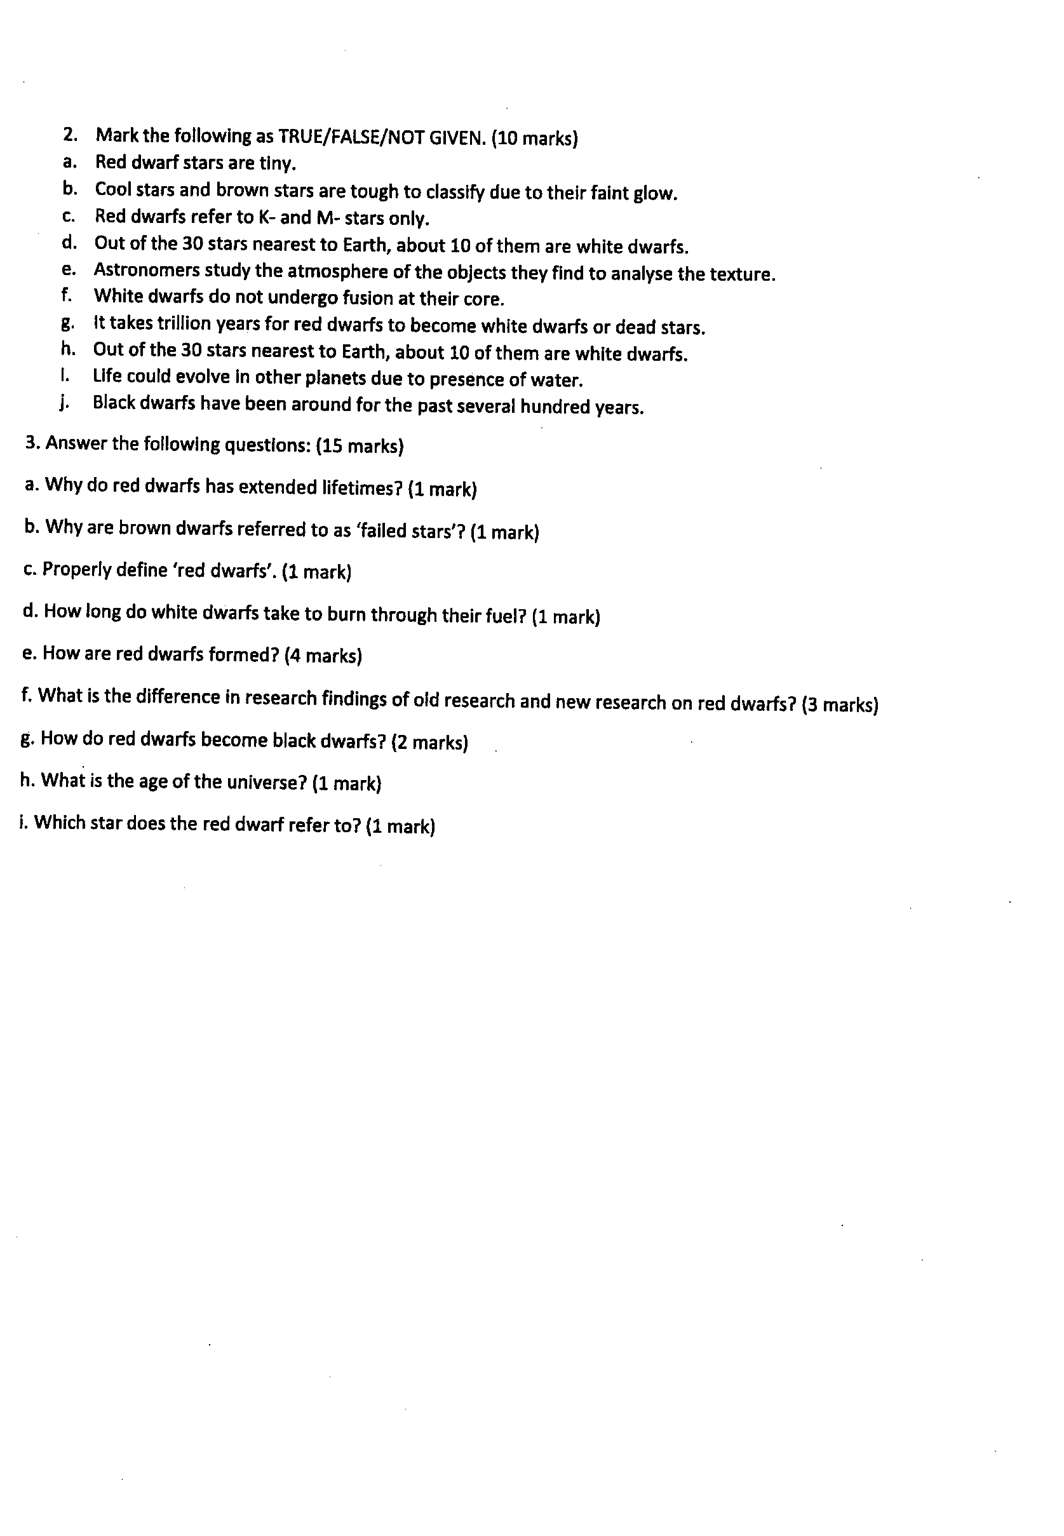 2. Mark the following as TRUE/FALSE/NOT GIVEN. (10 marks)
a. Red dwarf stars are tiny.
b. Cool stars and brown stars are tough to classify due to their faint glow.
c. Red dwarfs refer to K- and M- stars only.
d. Out of the 30 stars nearest to Earth, about 10 of them are white dwarfs.
e. Astronomers study the atmosphere of the objects they find to analyse the texture.
f. White dwarfs do not undergo fusion at their core.
g. It takes trillion years for red dwarfs to become white dwarfs or dead stars.
h. Out of the 30 stars nearest to Earth, about 10 of them are white dwarfs.
i. Life could evolve in other planets due to presence of water.
j. Black dwarfs have been around for the past several hundred years.
3. Answer the following questions: (15 marks)
a. Why do red dwarfs has extended lifetimes? (1 mark)
b. Why are brown dwarfs referred to as ‘failed stars’? (1 mark)
c. Properly define ‘red dwarfs’. (1 mark)
d. How long do white dwarfs take to burn through their fuel? (1 mark)
e. How are red dwarfs formed? (4 marks)
f. What is the difference in research findings of old research and new research on red dwarfs? (3 marks)
g. How do red dwarfs become black dwarfs? (2 marks)
h. What is the age of the universe? (1 mark)
i. Which star does the red dwarf refer to? (1 mark)